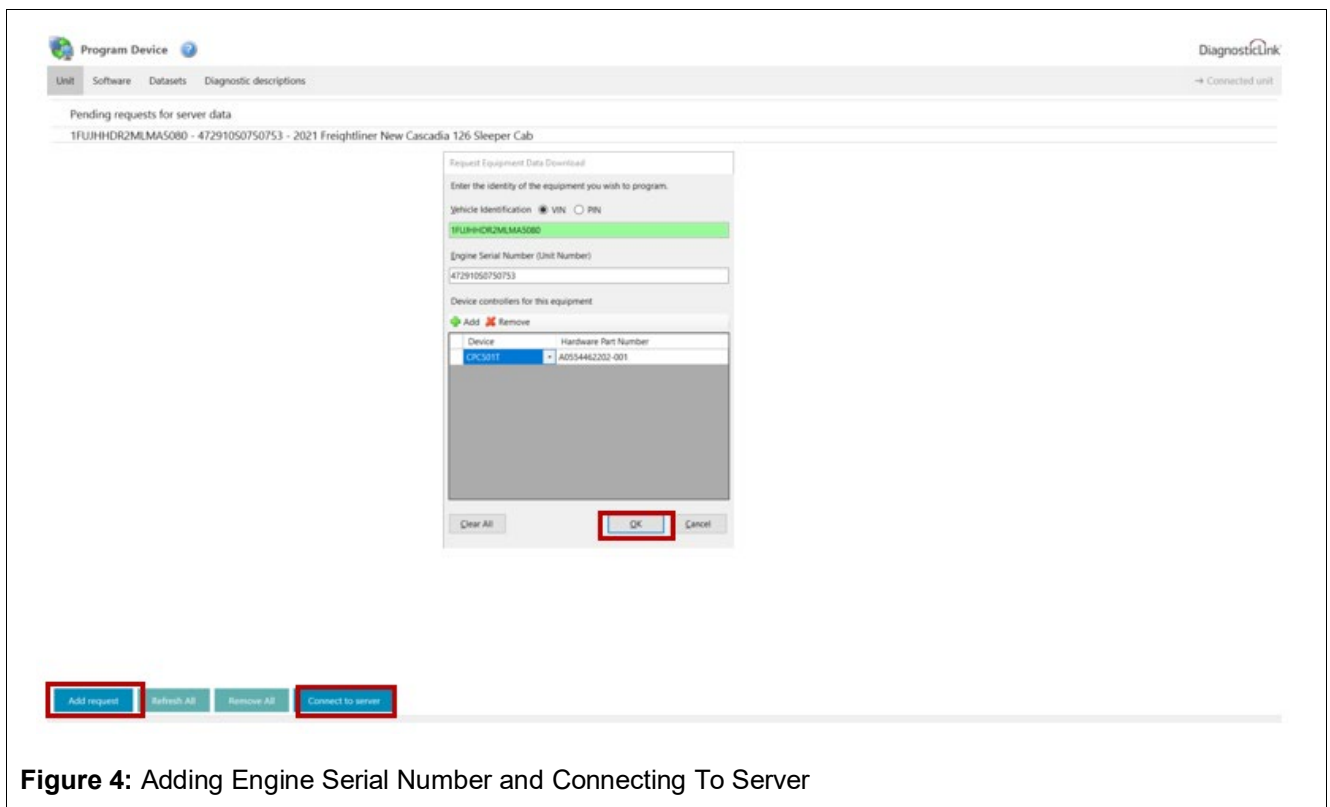 Program Device
DiagnosticLink
Unit Software Datasets Diagnostic descriptions
→ Connected unit
Pending requests for server data
1FUJHHDR2MLMA5080 - 472910S0750753 - 2021 Freightliner New Cascadia 126 Sleeper Cab
Request Equipment Data Download
Enter the identity of the equipment you wish to program.
Vehicle Identification VIN PIN
1FUJHHDR2MLMA5080
Engine Serial Number (Unit Number)
472910S0750753
Device controllers for this equipment
Add Remove
Device Hardware Part Number
CPC501T A0554462202-001
Clear All OK Cancel
Add request Refresh All Remove All Connect to server
Figure 4: Adding Engine Serial Number and Connecting To Server